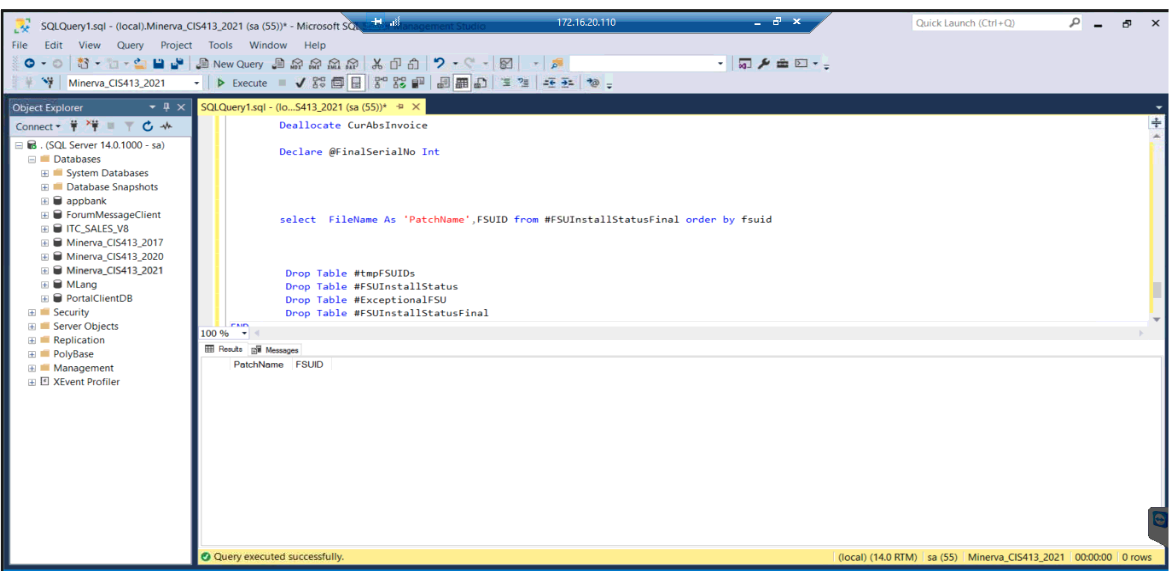 SQLQuery1.sql - (local).Minerva_CIS413_2021 (sa (55))* - Microsoft SQL Server Management Studio
172.16.20.110
Quick Launch (Ctrl+Q)
File Edit View Query Project Tools Window Help
New Query
Minerva_CIS413_2021
Execute
Object Explorer
SQLQuery1.sql - (lo...S413_2021 (sa (55))*
Connect
. (SQL Server 14.0.1000 - sa)
Databases
System Databases
Database Snapshots
appbank
ForumMessageClient
ITC_SALES_V8
Minerva_CIS413_2017
Minerva_CIS413_2020
Minerva_CIS413_2021
MLang
PortalClientDB
Security
Server Objects
Replication
PolyBase
Management
XEvent Profiler
Deallocate CurAbsInvoice
Declare @FinalSerialNo Int
select FileName As 'PatchName',FSUID from #FSUInstallStatusFinal order by fsuid
Drop Table #tmpFSUIDs
Drop Table #FSUInstallStatus
Drop Table #ExceptionalFSU
Drop Table #FSUInstallStatusFinal
END
100 %
Results Messages
PatchName FSUID
Query executed successfully.
(local) (14.0 RTM) sa (55) Minerva_CIS413_2021 00:00:00 0 rows